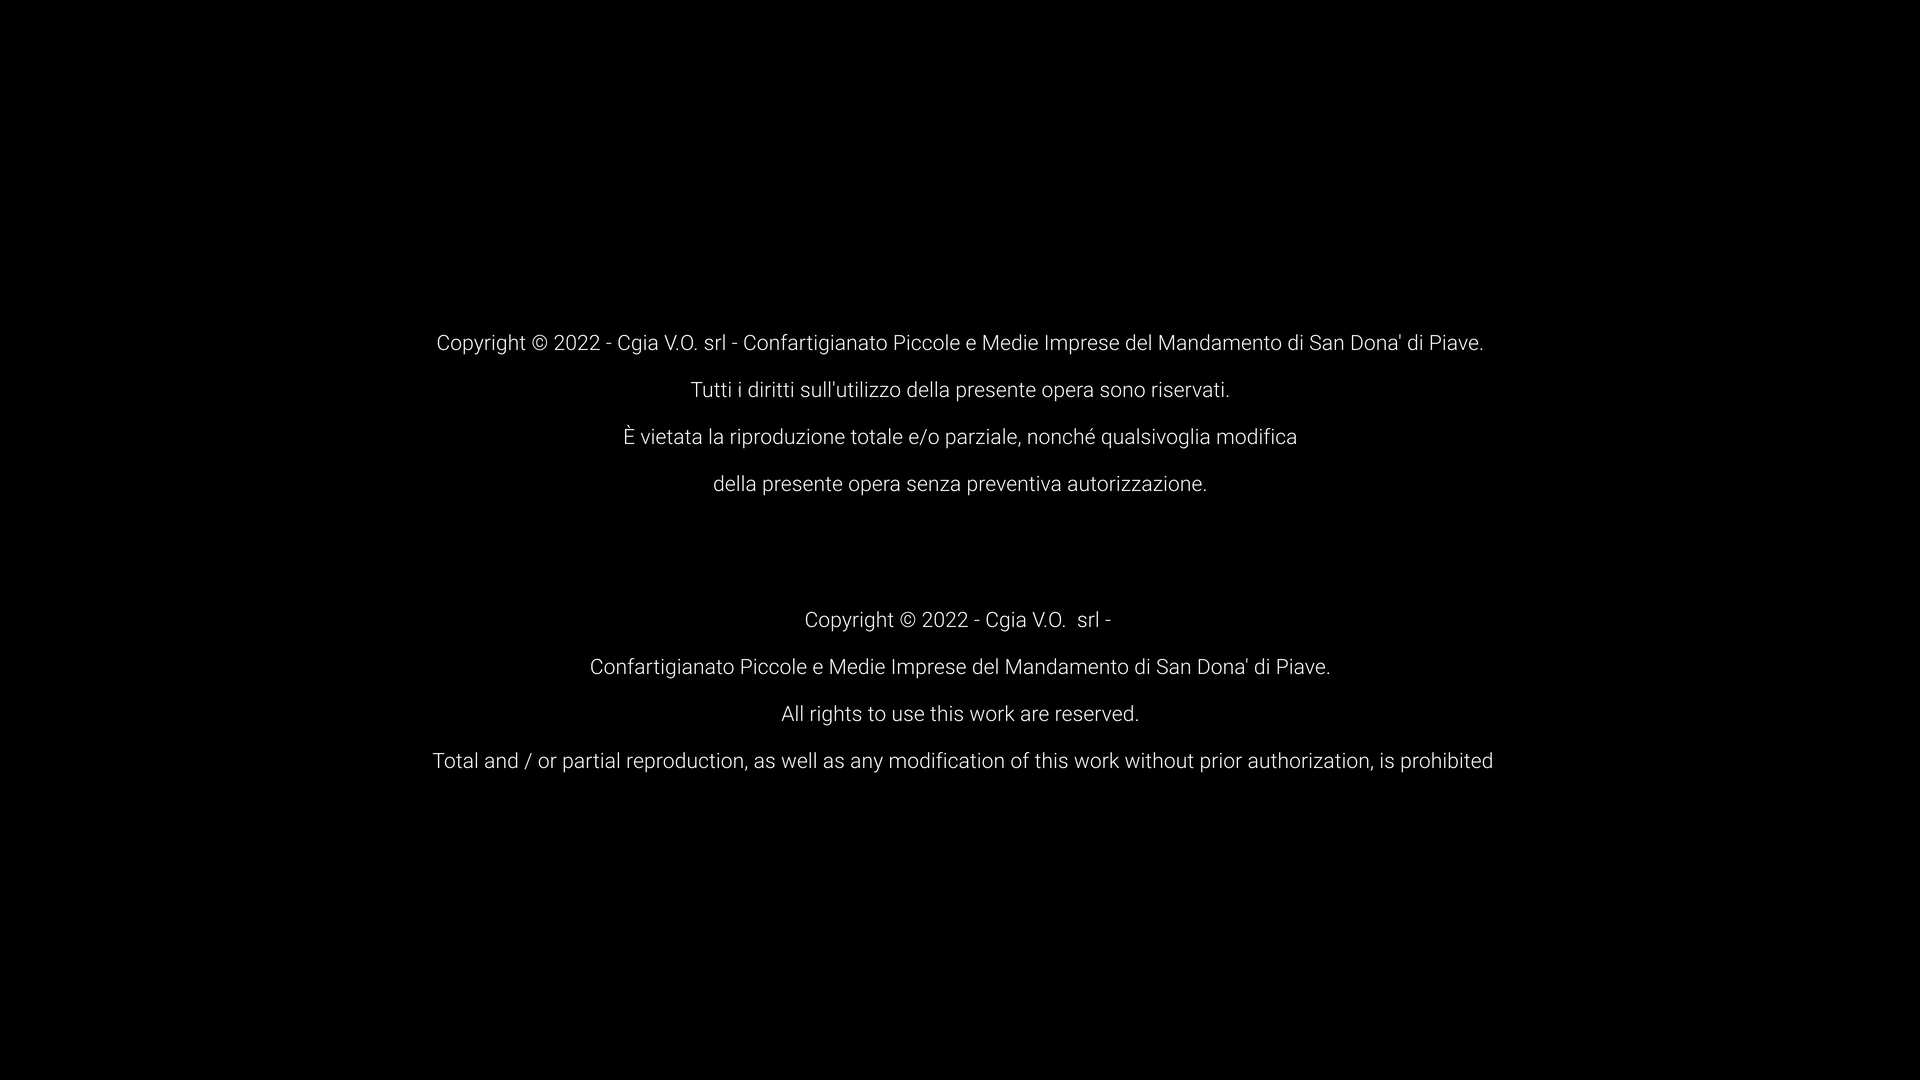 Copyright © 2022 - Cgia V.O. srl - Confartigianato Piccole e Medie Imprese del Mandamento di San Dona' di Piave.
Tutti i diritti sull'utilizzo della presente opera sono riservati.
È vietata la riproduzione totale e/o parziale, nonché qualsivoglia modifica
della presente opera senza preventiva autorizzazione.
Copyright © 2022 - Cgia V.O.  srl -
Confartigianato Piccole e Medie Imprese del Mandamento di San Dona' di Piave.
All rights to use this work are reserved.
Total and / or partial reproduction, as well as any modification of this work without prior authorization, is prohibited